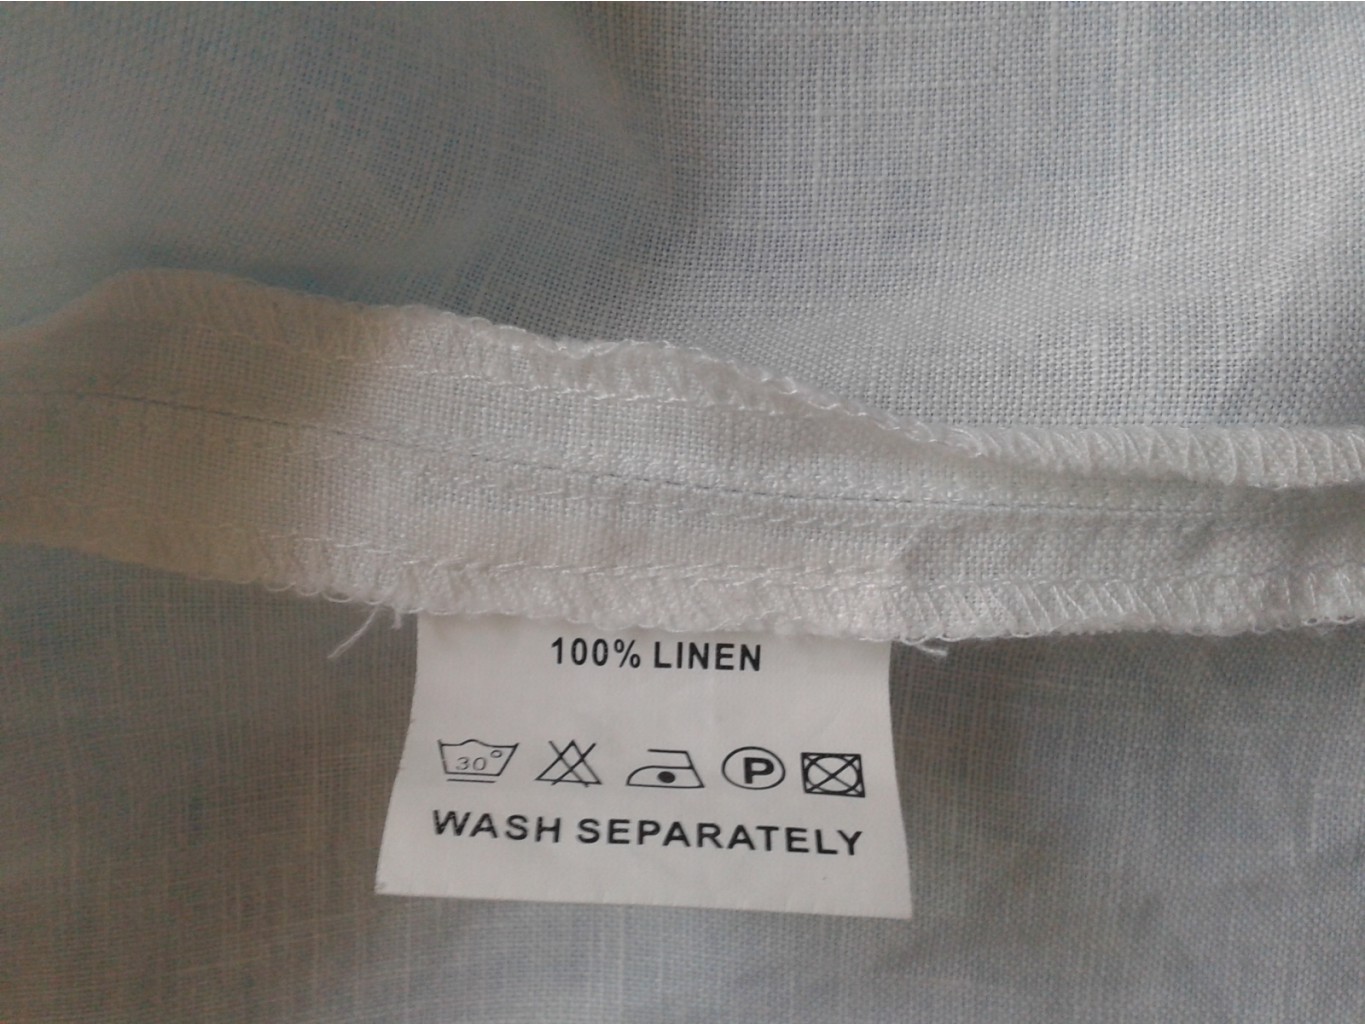 100% LINEN
30° P
WASH SEPARATELY